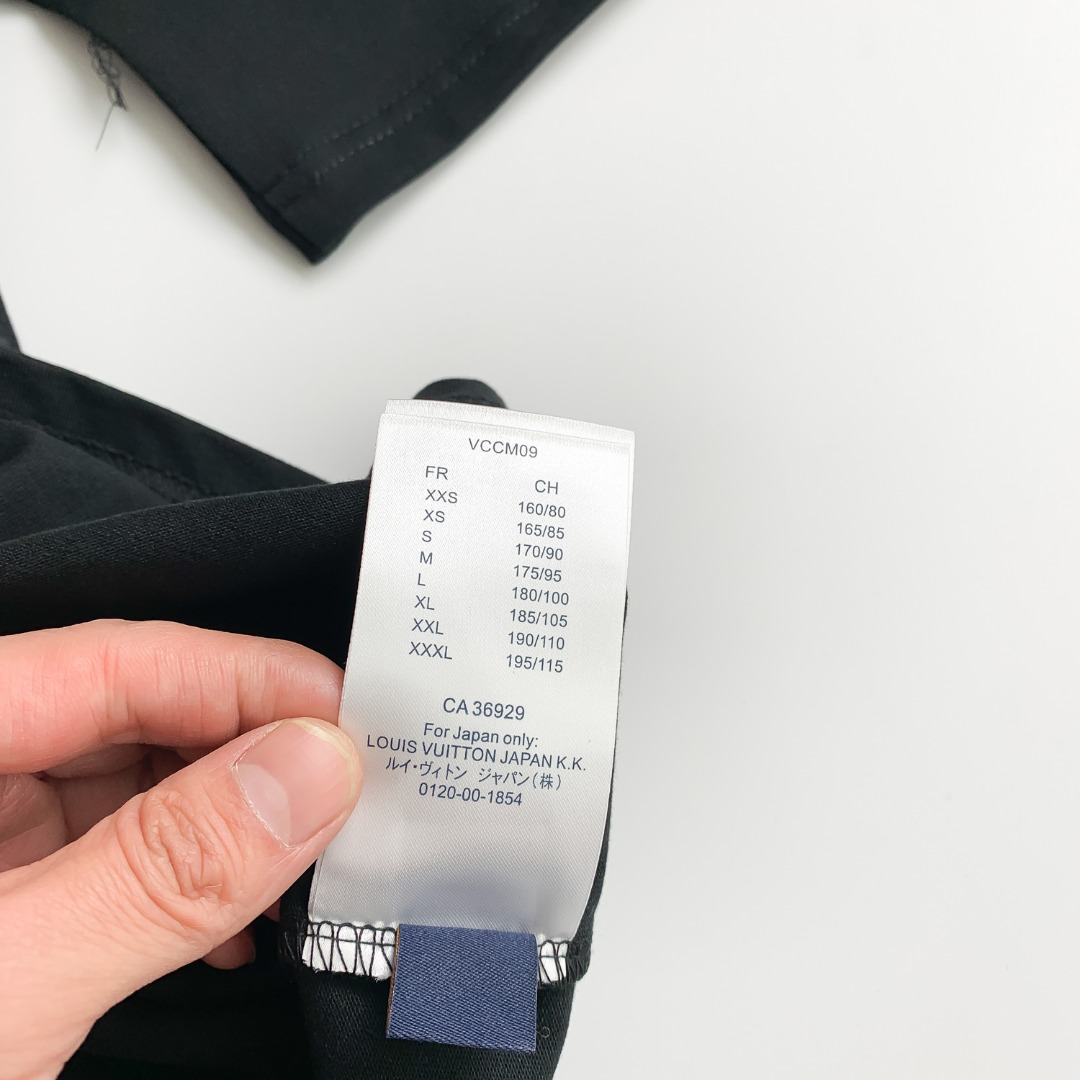 VCCM09
FR CH
XXS 160/80
XS 165/85
S 170/90
M 175/95
L 180/100
XL 185/105
XXL 190/110
XXXL 195/115
CA 36929
For Japan only:
LOUIS VUITTON JAPAN K.K.
ルイ・ヴィトン ジャパン(株)
0120-00-1854